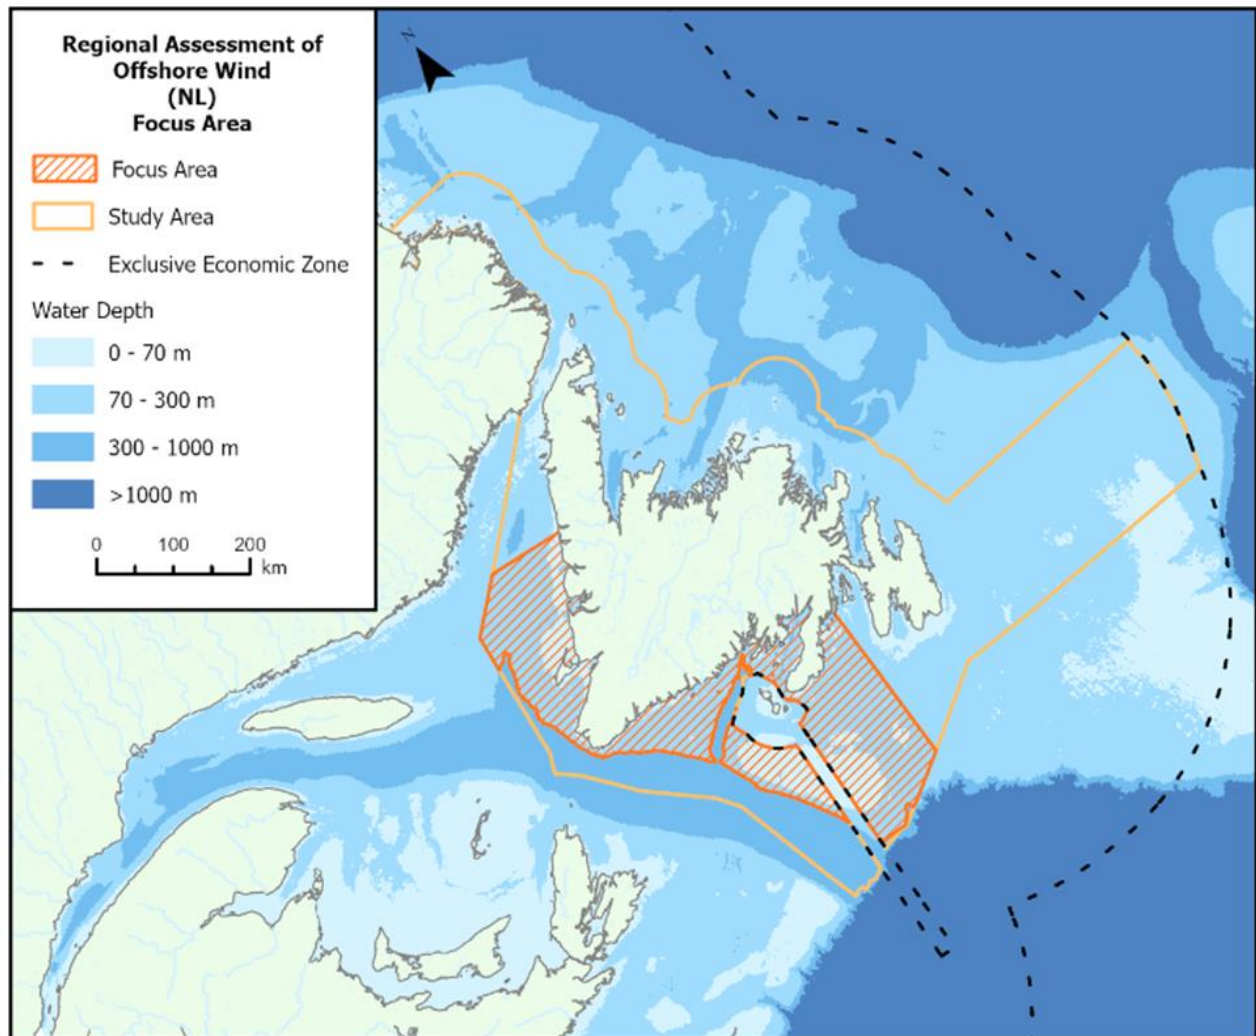 N
Regional Assessment of
Offshore Wind
(NL)
Focus Area
Focus Area
Study Area
Exclusive Economic Zone
Water Depth
0 - 70 m
70 - 300 m
300 - 1000 m
>1000 m
0 100 200
km